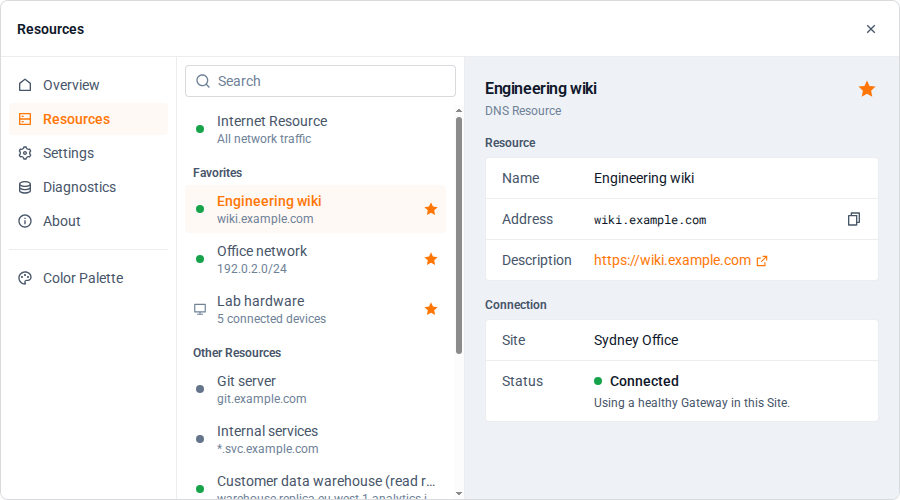 Resources
Overview
Resources
Settings
Diagnostics
About
Color Palette
Search
Internet Resource
All network traffic
Favorites
Engineering wiki
wiki.example.com
Office network
192.0.2.0/24
Lab hardware
5 connected devices
Other Resources
Git server
git.example.com
Internal services
*.svc.example.com
Customer data warehouse (read r...
Engineering wiki
DNS Resource
Resource
Name Engineering wiki
Address wiki.example.com
Description https://wiki.example.com
Connection
Site Sydney Office
Status Connected
Using a healthy Gateway in this Site.